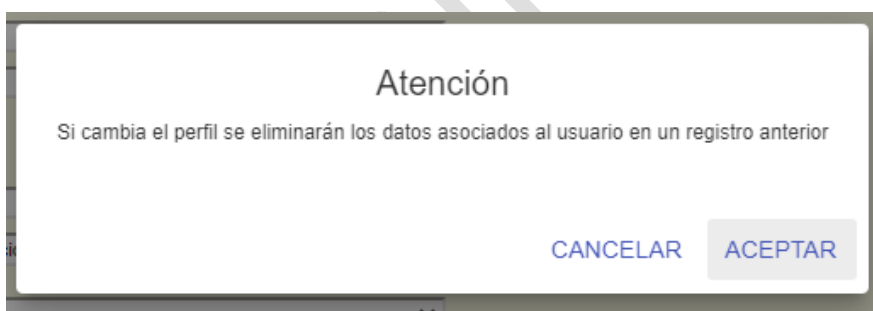 Atención
Si cambia el perfil se eliminarán los datos asociados al usuario en un registro anterior
CANCELAR ACEPTAR